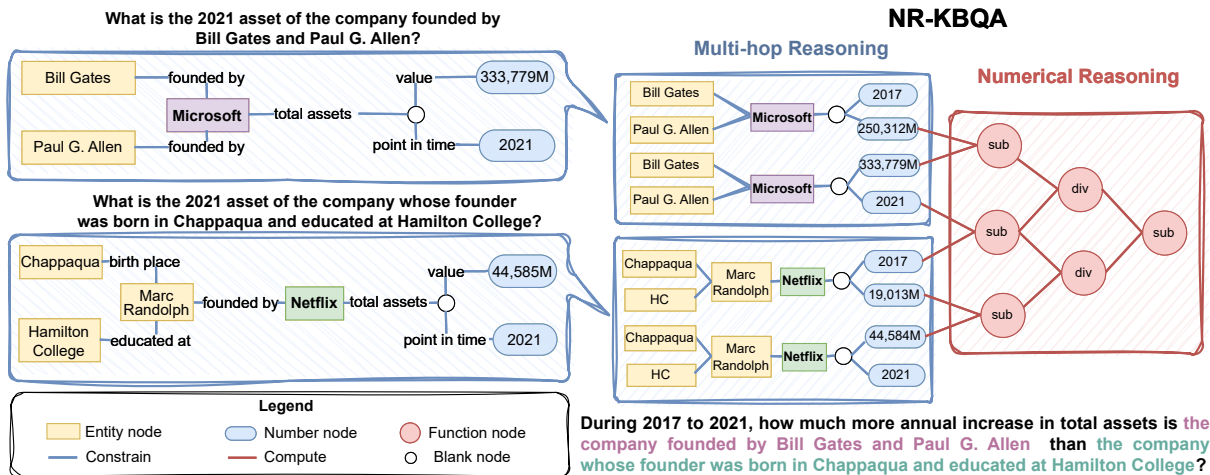 What is the 2021 asset of the company founded by
Bill Gates and Paul G. Allen?
Bill Gates
founded by
Microsoft
total assets
value
333,779M
point in time
2021
Paul G. Allen
founded by
What is the 2021 asset of the company whose founder
was born in Chappaqua and educated at Hamilton College?
Chappaqua
birth place
Marc
Randolph
founded by
Netflix
total assets
value
44,585M
point in time
2021
Hamilton
College
educated at
Legend
Entity node
Number node
Function node
Constrain
Compute
Blank node
NR-KBQA
Multi-hop Reasoning
Numerical Reasoning
Bill Gates
Paul G. Allen
Microsoft
2017
250,312M
Bill Gates
Paul G. Allen
Microsoft
333,779M
2021
Chappaqua
HC
Marc
Randolph
Netflix
2017
19,013M
Chappaqua
HC
Marc
Randolph
Netflix
44,584M
2021
sub
sub
sub
div
div
sub
During 2017 to 2021, how much more annual increase in total assets is the
company founded by Bill Gates and Paul G. Allen than the company
whose founder was born in Chappaqua and educated at Hamilton College?